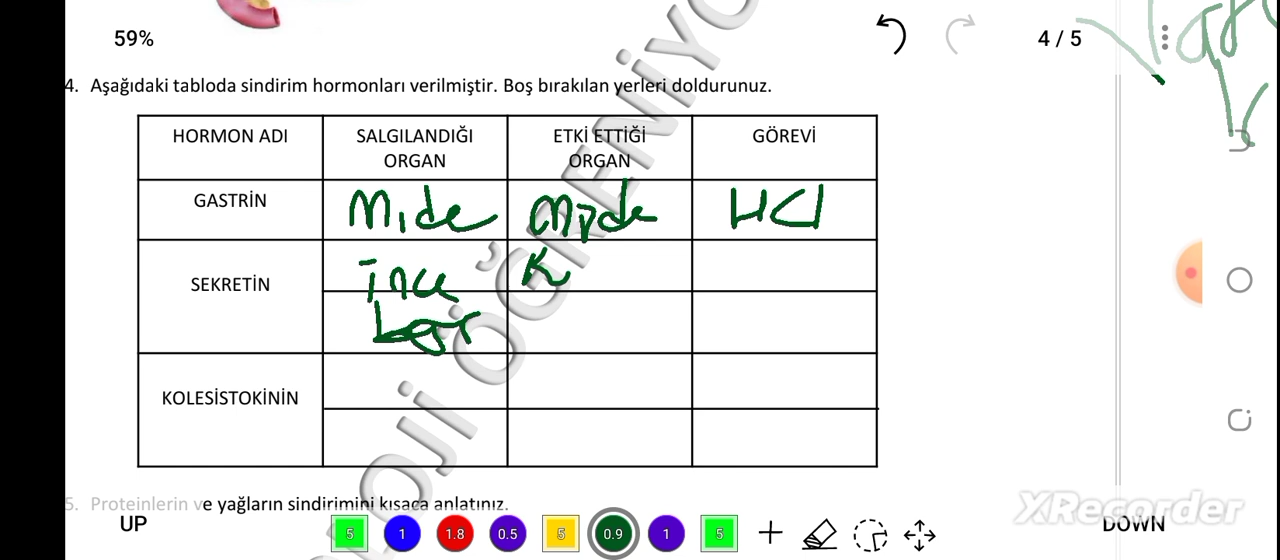 59%
4 / 5
4. Aşağıdaki tabloda sindirim hormonları verilmiştir. Boş bırakılan yerleri doldurunuz.
HORMON ADI
SALGILANDIĞI ORGAN
ETKİ ETTİĞİ ORGAN
GÖREVİ
GASTRİN
Mide
Mide
HCl
SEKRETİN
ince
K
bağır
KOLESİSTOKİNİN
5. Proteinlerin ve yağların sindirimini kısaca anlatınız.
UP
5
1
1.8
0.5
5
0.9
1
5
XRecorder
DOWN